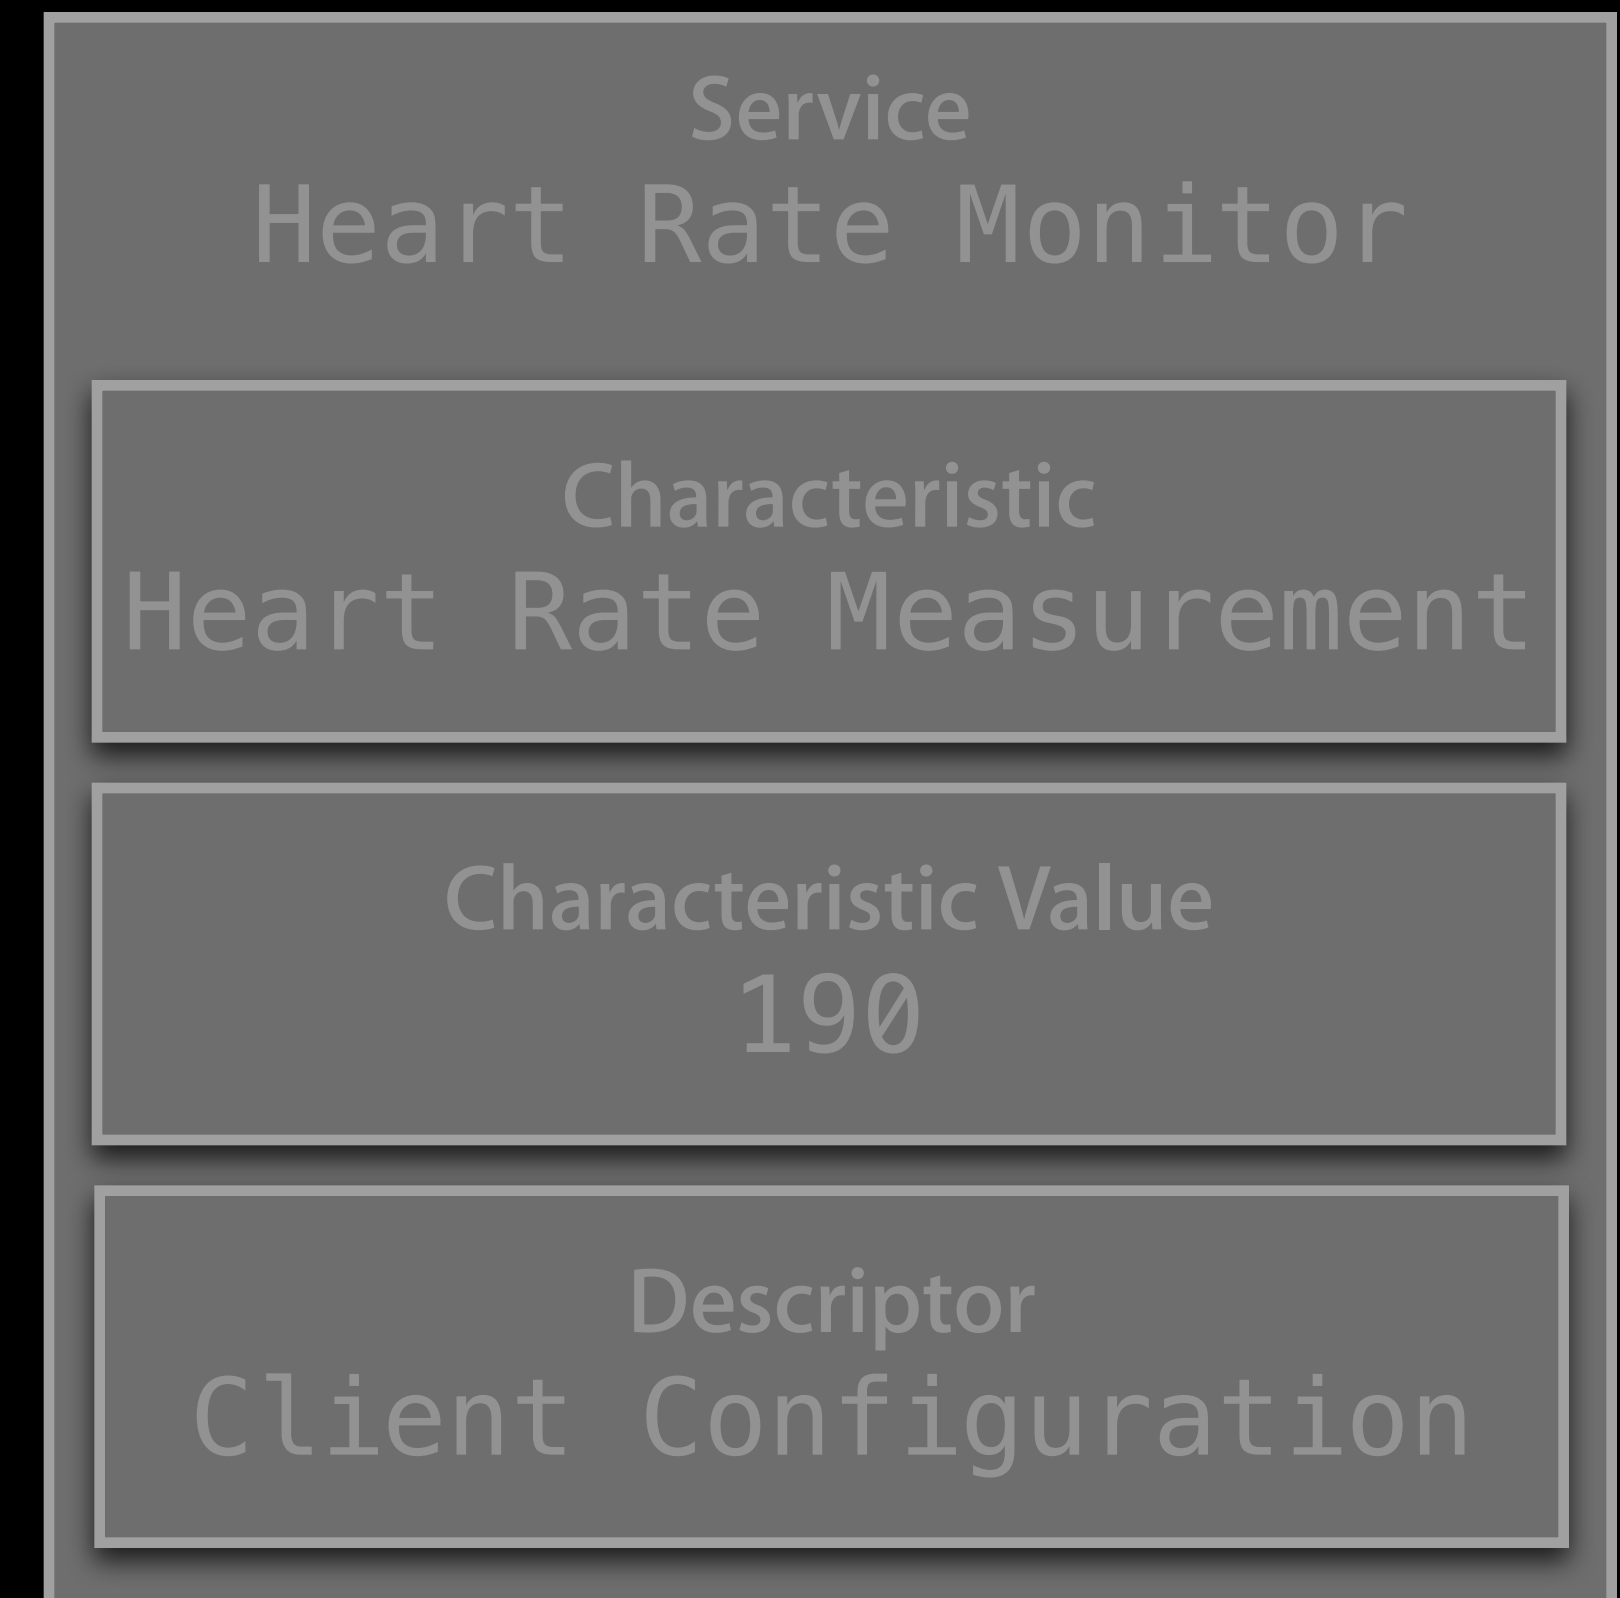 Service
Heart Rate Monitor
Characteristic
Heart Rate Measurement
Characteristic Value
190
Descriptor
Client Configuration